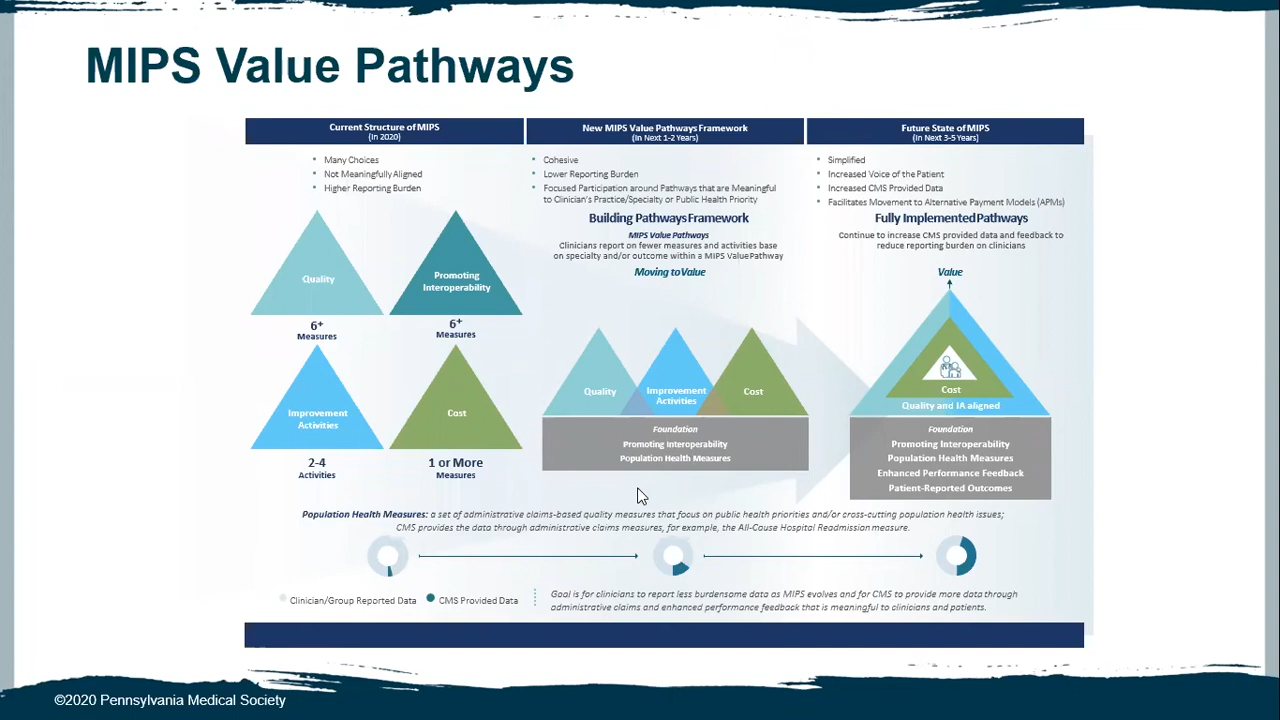 MIPS Value Pathways
Current Structure of MIPS
(In 2020)
• Many Choices
• Not Meaningfully Aligned
• Higher Reporting Burden
Quality
6+
Measures
Promoting
Interoperability
6+
Measures
Improvement
Activities
2-4
Activities
Cost
1 or More
Measures
New MIPS Value Pathways Framework
(In Next 1-2 Years)
• Cohesive
• Lower Reporting Burden
• Focused Participation around Pathways that are Meaningful
to Clinician's Practice/Specialty or Public Health Priority
Building Pathways Framework
MIPS Value Pathways
Clinicians report on fewer measures and activities base
on specialty and/or outcome within a MIPS Value Pathway
Moving to Value
Quality
Improvement
Activities
Cost
Foundation
Promoting Interoperability
Population Health Measures
Future State of MIPS
(In Next 3-5 Years)
• Simplified
• Increased Voice of the Patient
• Increased CMS Provided Data
• Facilitates Movement to Alternative Payment Models (APMs)
Fully Implemented Pathways
Continue to increase CMS provided data and feedback to
reduce reporting burden on clinicians
Value
Cost
Quality and IA aligned
Foundation
Promoting Interoperability
Population Health Measures
Enhanced Performance Feedback
Patient-Reported Outcomes
Population Health Measures: a set of administrative claims-based quality measures that focus on public health priorities and/or cross-cutting population health issues;
CMS provides the data through administrative claims measures, for example, the All-Cause Hospital Readmission measure.
Clinician/Group Reported Data
CMS Provided Data
Goal is for clinicians to report less burdensome data as MIPS evolves and for CMS to provide more data through
administrative claims and enhanced performance feedback that is meaningful to clinicians and patients.
©2020 Pennsylvania Medical Society